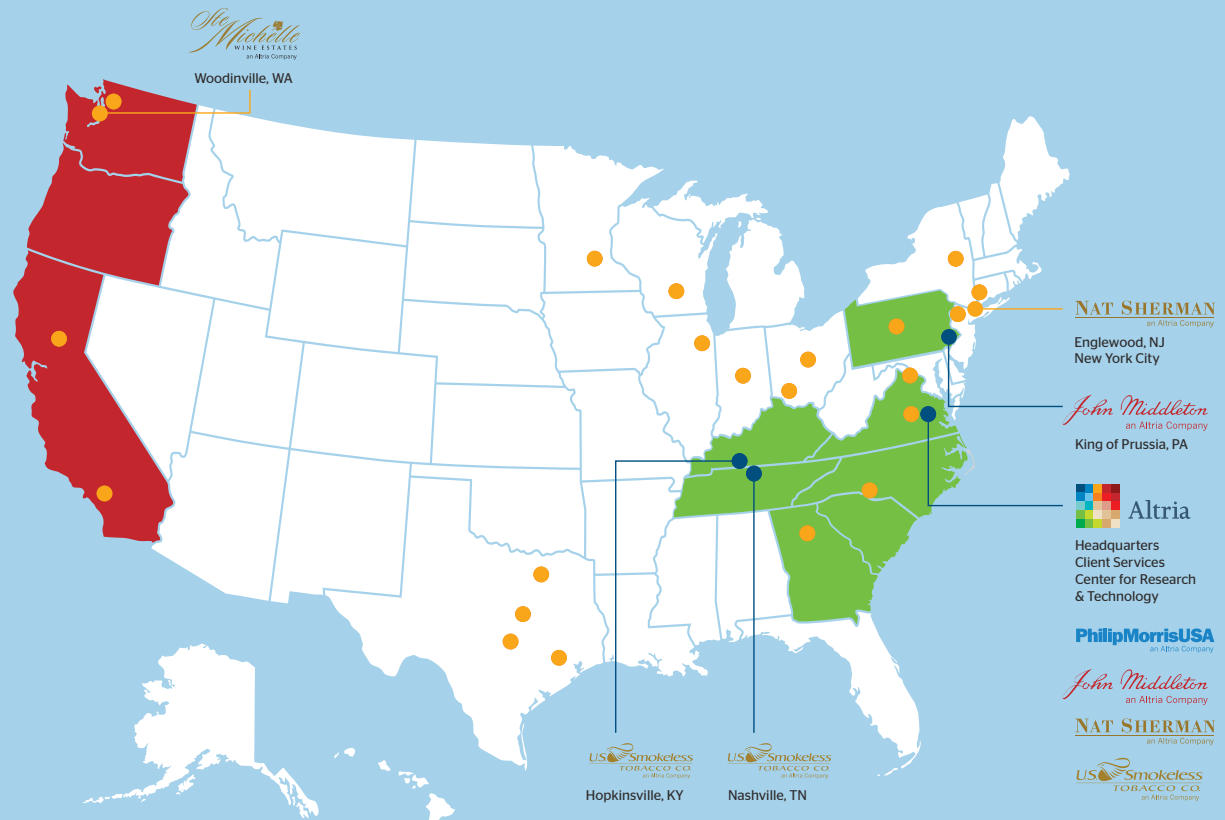 Ste
Michelle
WINE ESTATES
an Altria Company
Woodinville, WA
NAT SHERMAN
an Altria Company
Englewood, NJ
New York City
John Middleton
an Altria Company
King of Prussia, PA
Altria
Headquarters
Client Services
Center for Research
& Technology
PhilipMorrisUSA
an Altria Company
John Middleton
an Altria Company
NAT SHERMAN
an Altria Company
US Smokeless
TOBACCO CO.
an Altria Company
US Smokeless
TOBACCO CO.
an Altria Company
Hopkinsville, KY
US Smokeless
TOBACCO CO.
an Altria Company
Nashville, TN